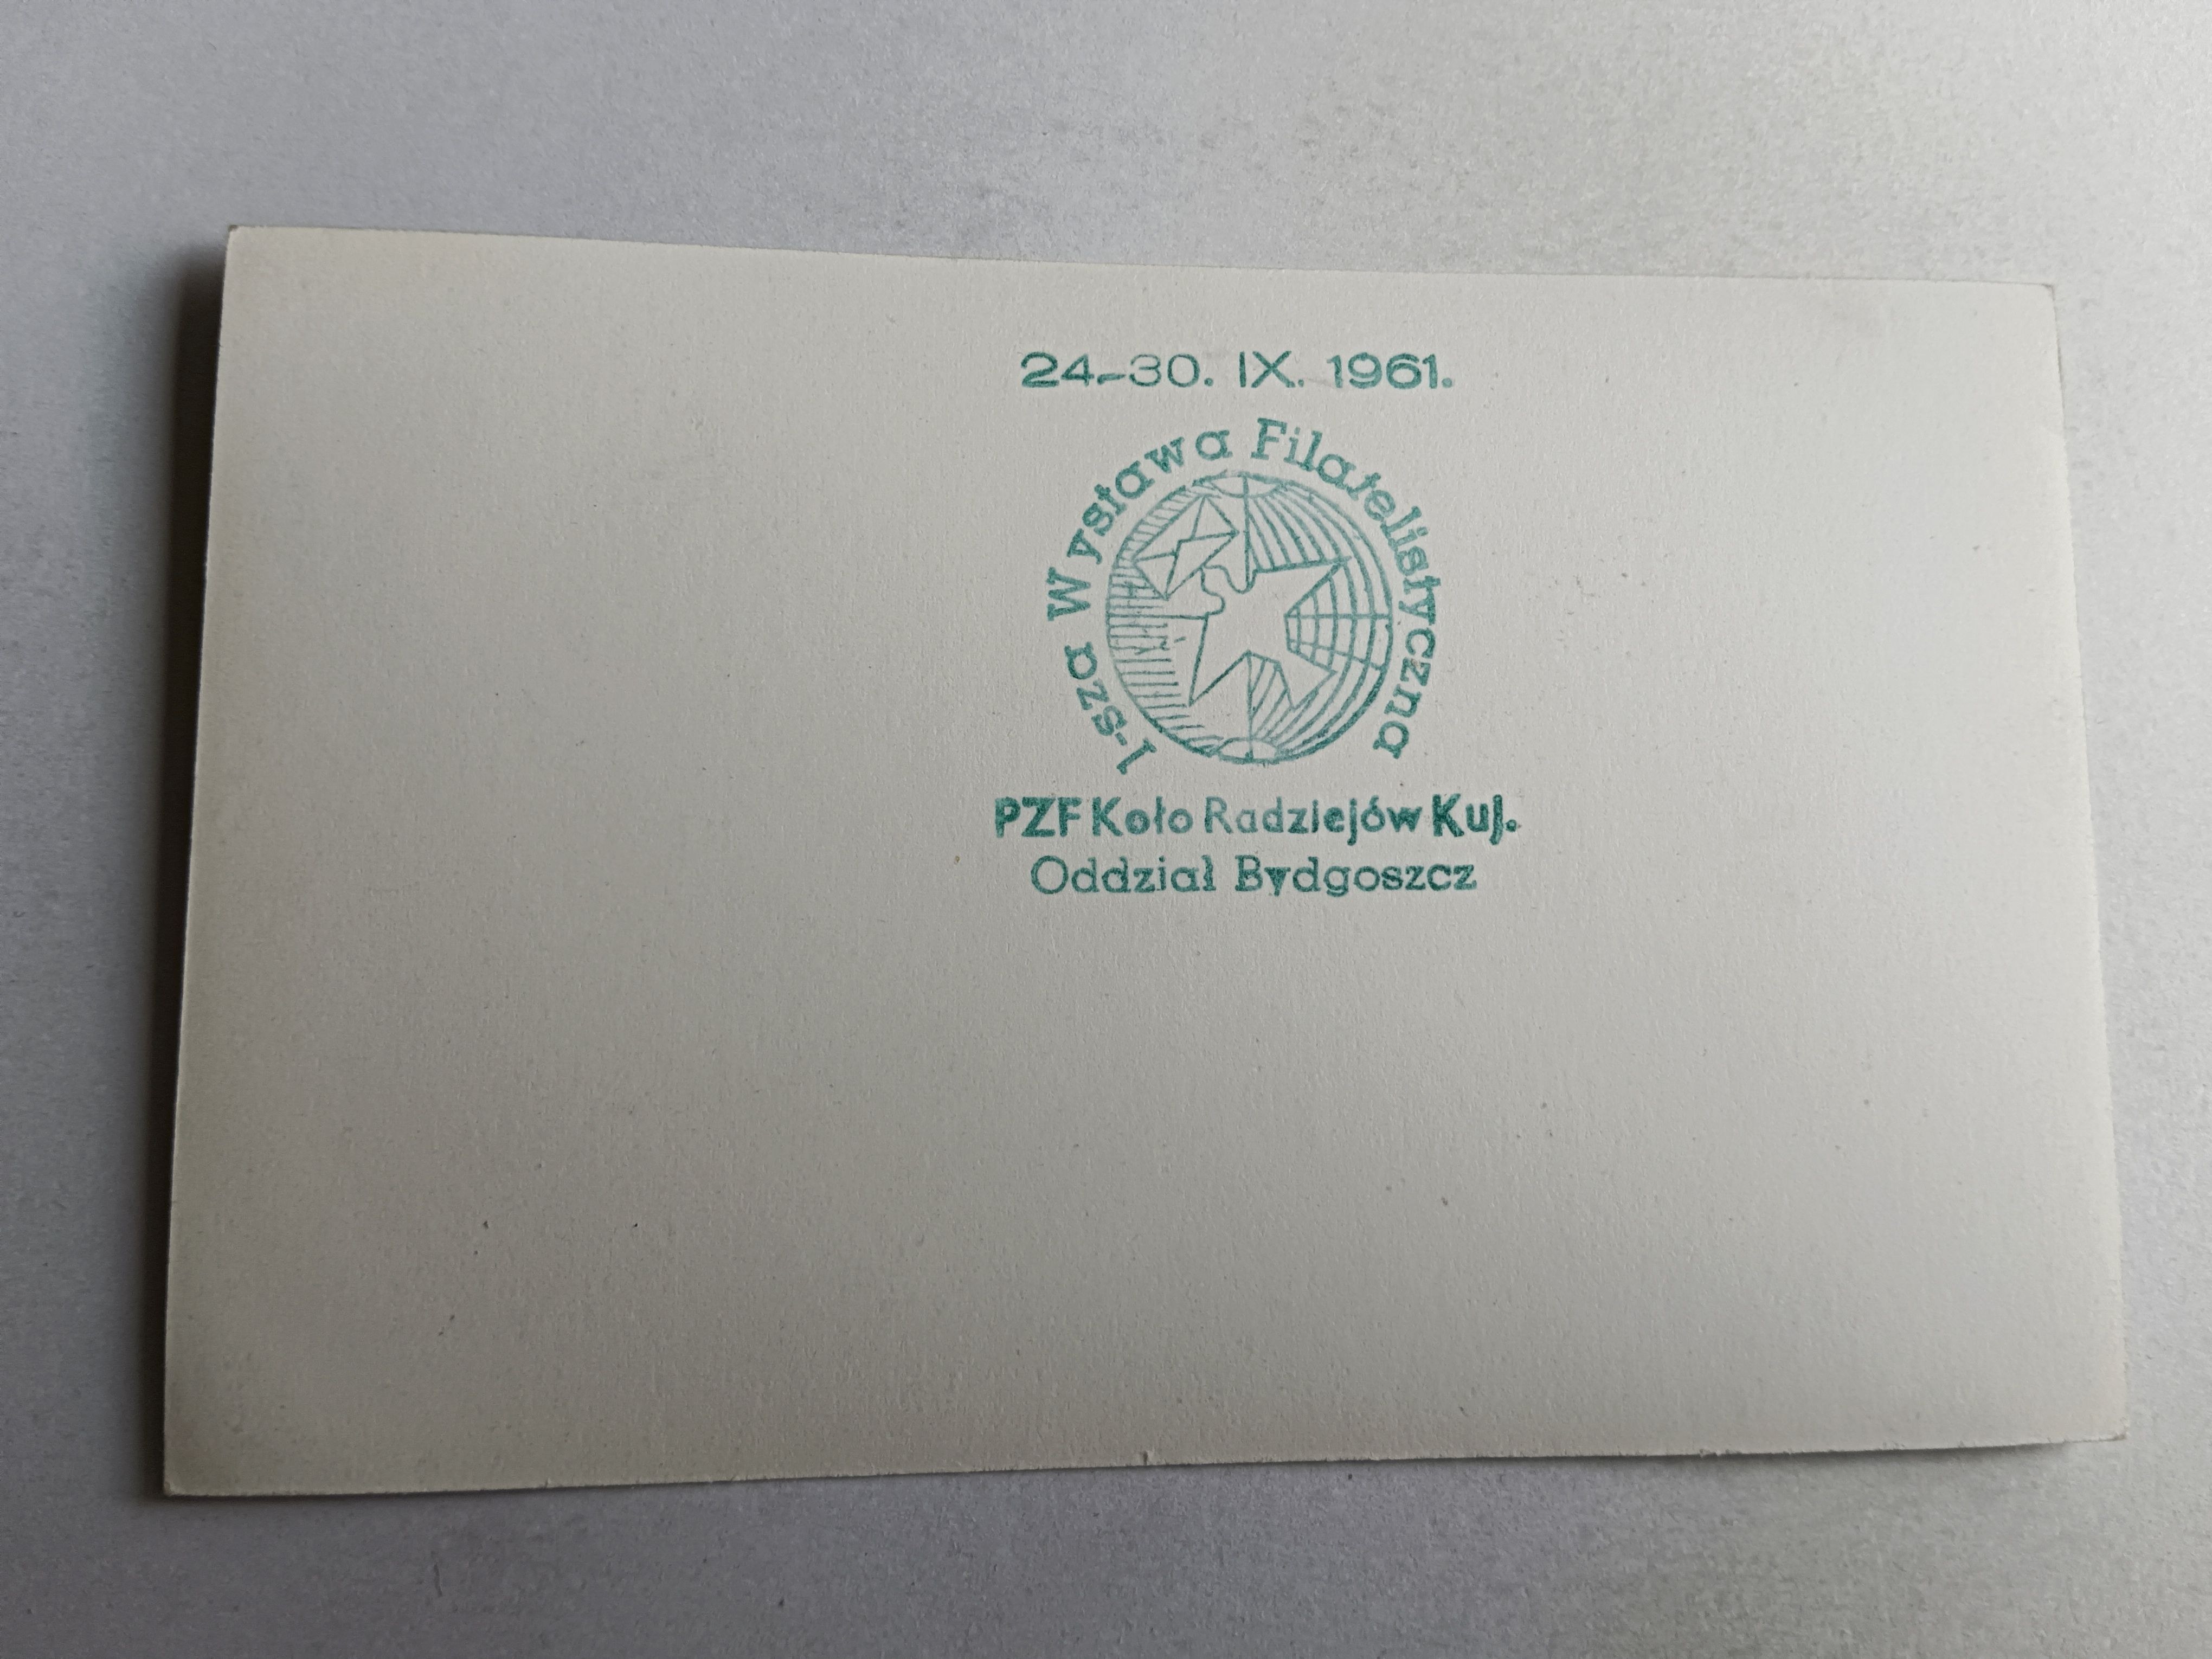 24-30. IX. 1961.
I-sza Wystawa Filatelistyczna
PZF Koło Radziejów Kuj.
Oddział Bydgoszcz